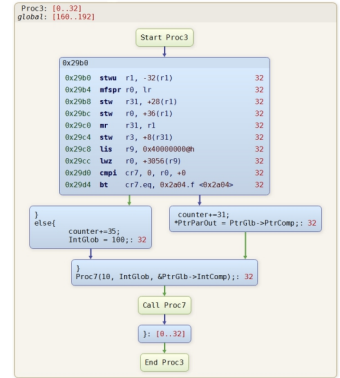 Proc3: [0..32]
global: [160..192]
Start Proc3
0x29b0
0x29b0 stwu r1, -32(r1) 32
0x29b4 mfspr r0, lr 32
0x29b8 stw r31, +28(r1) 32
0x29bc stw r0, +36(r1) 32
0x29c0 mr r31, r1 32
0x29c4 stw r3, +8(r31) 32
0x29c8 lis r9, 0x40000000@h 32
0x29cc lwz r0, +3056(r9) 32
0x29d0 cmpi cr7, 0, r0, +0 32
0x29d4 bt cr7.eq, 0x2a04.f <0x2a04> 32
}
else{
counter+=35;
IntGlob = 100;: 32
counter+=31;
*PtrParOut = PtrGlb->PtrComp;: 32
}
Proc7(10, IntGlob, &PtrGlb->IntComp);: 32
Call Proc7
}: [0..32]
End Proc3